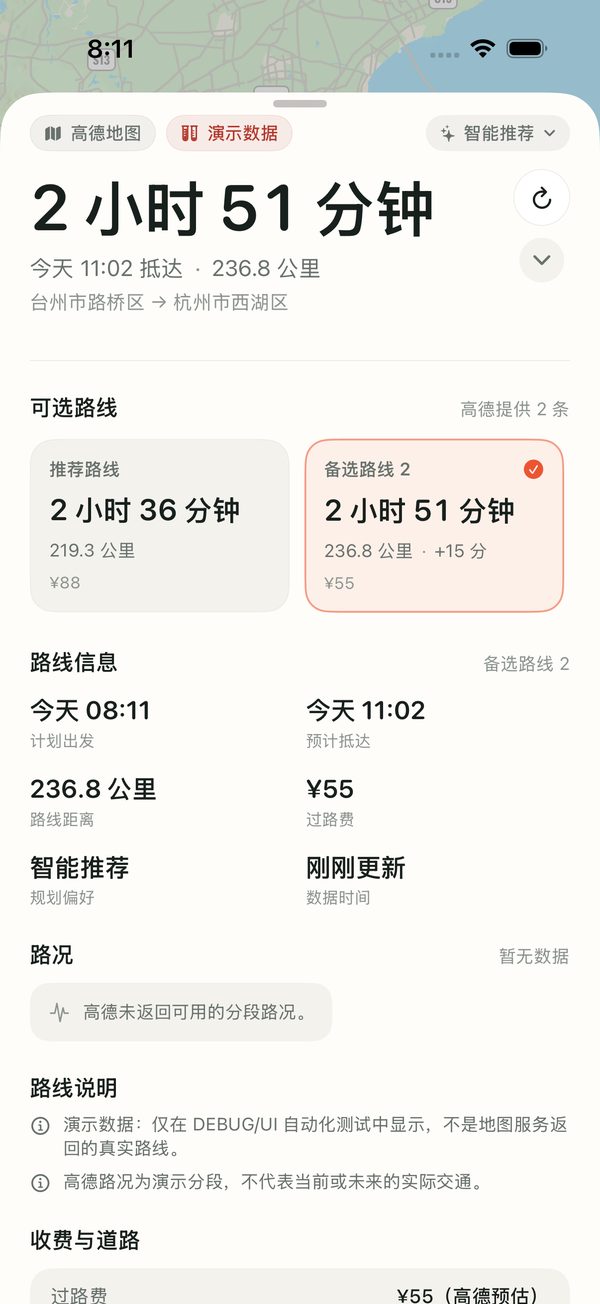 8:11
S13
高德地图
演示数据
智能推荐
2 小时 51 分钟
今天 11:02 抵达 · 236.8 公里
台州市路桥区 → 杭州市西湖区
可选路线
高德提供 2 条
推荐路线
2 小时 36 分钟
219.3 公里
¥88
备选路线 2
2 小时 51 分钟
236.8 公里 · +15 分
¥55
路线信息
备选路线 2
今天 08:11
今天 11:02
计划出发
预计抵达
236.8 公里
¥55
路线距离
过路费
智能推荐
刚刚更新
规划偏好
数据时间
路况
暂无数据
高德未返回可用的分段路况。
路线说明
演示数据：仅在 DEBUG/UI 自动化测试中显示，不是地图服务返
回的真实路线。
高德路况为演示分段，不代表当前或未来的实际交通。
收费与道路
过路费
¥55（高德预估）